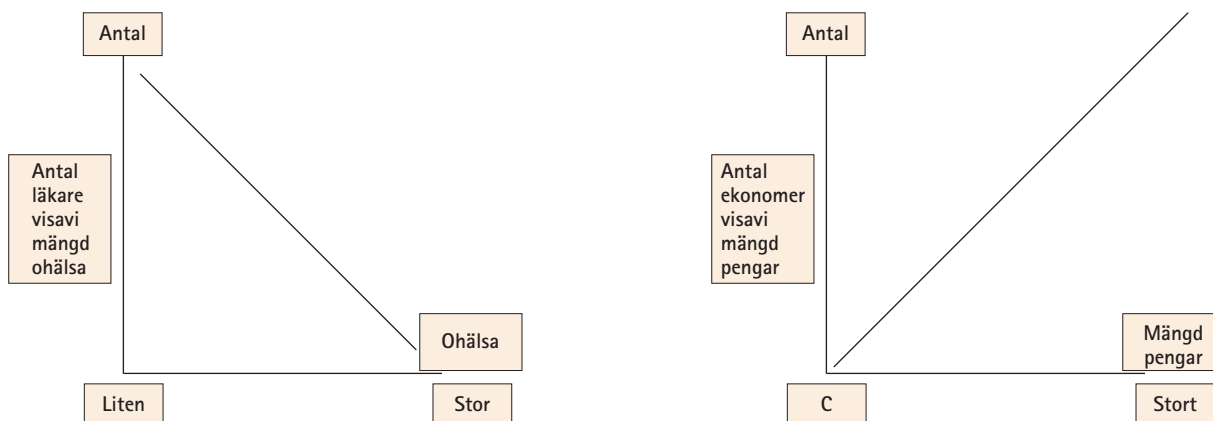 Antal
Antal
läkare
visavi
mängd
ohälsa
Ohälsa
Liten
Stor
Antal
Antal
ekonomer
visavi
mängd
pengar
Mängd
pengar
C
Stort